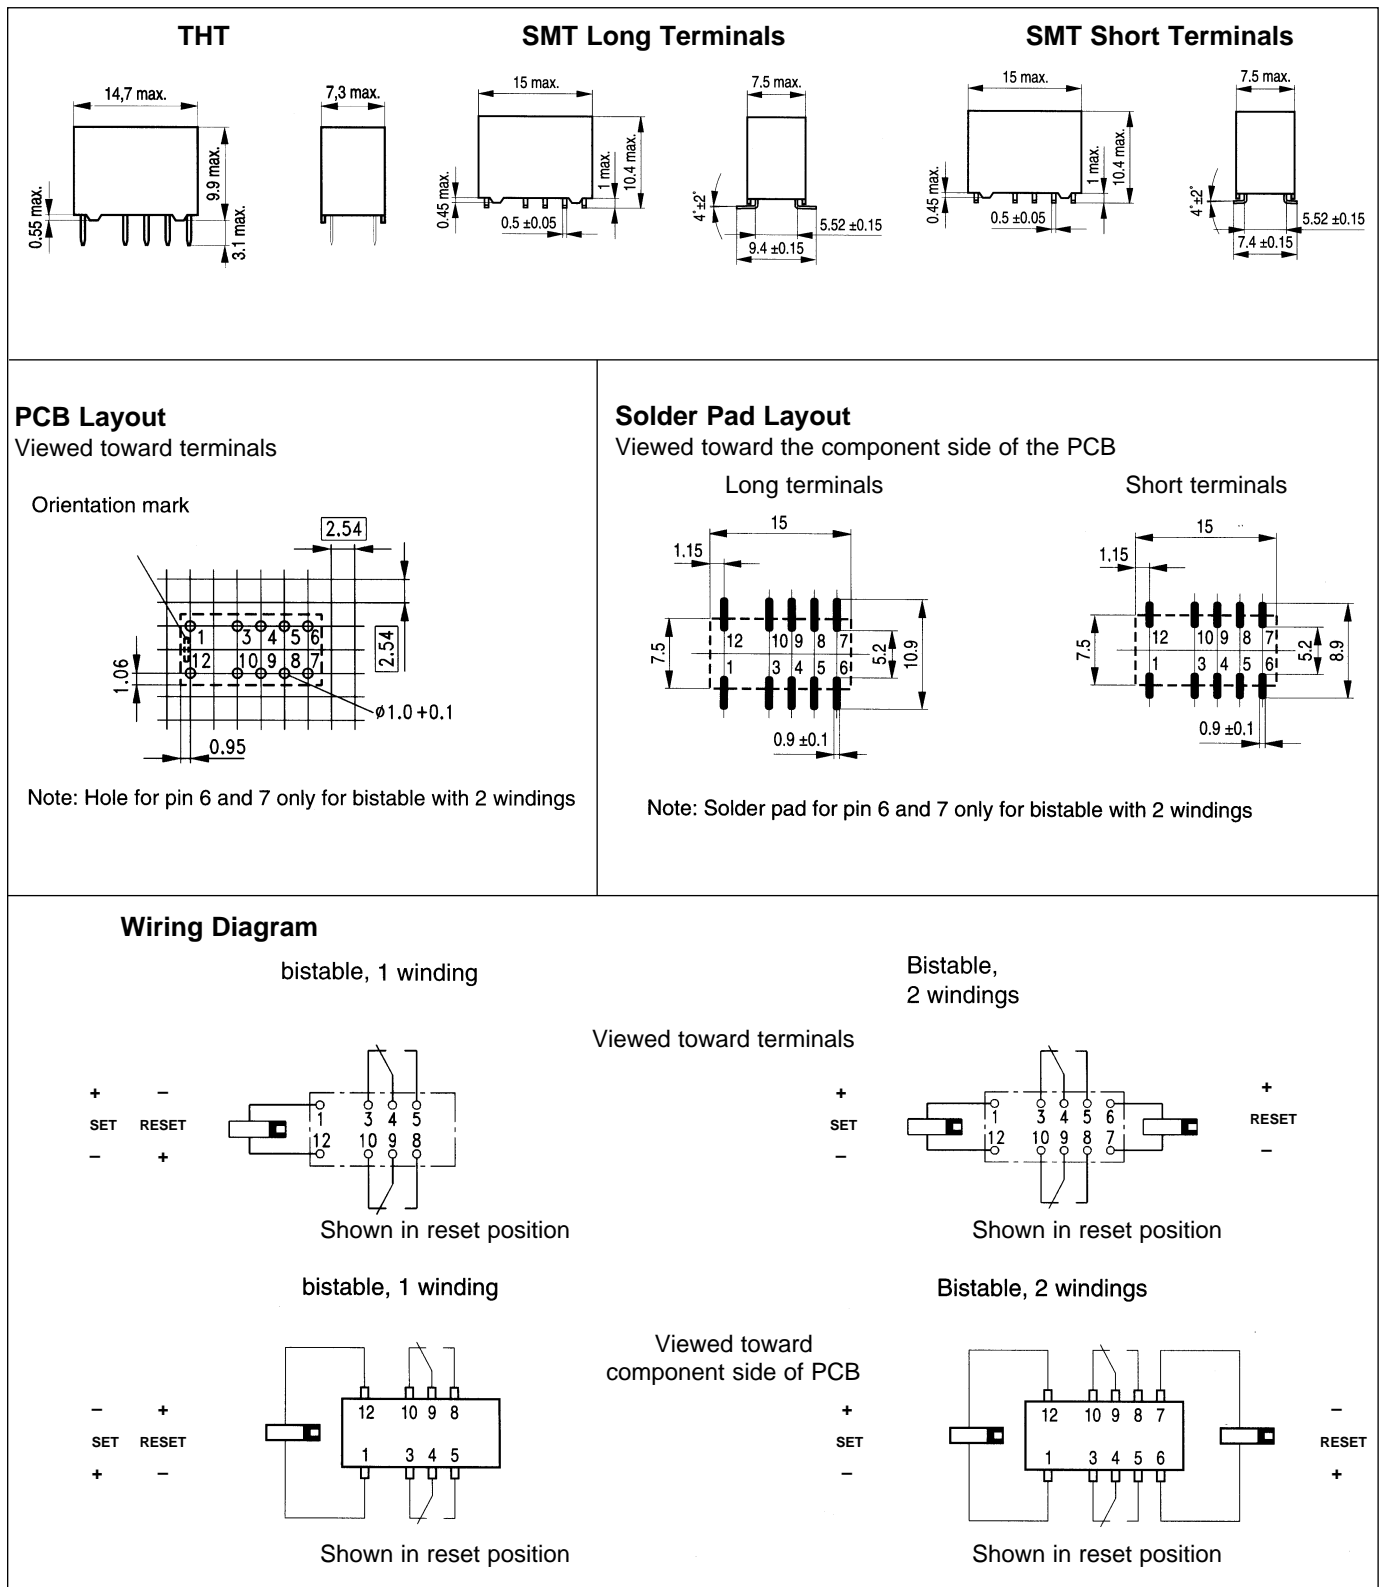 THT
SMT Long Terminals
SMT Short Terminals
14,7 max.
7,3 max.
9.9 max.
0.55 max.
3.1 max.
15 max.
7.5 max.
0.45 max.
1 max.
10.4 max.
0.5 ±0.05
4°±2°
5.52 ±0.15
9.4 ±0.15
15 max.
7.5 max.
0.45 max.
1 max.
10.4 max.
0.5 ±0.05
4°±2°
5.52 ±0.15
7.4 ±0.15
PCB Layout
Viewed toward terminals
Orientation mark
2.54
1 3 4 5 6
2.54
12 10 9 8 7
1.06
ø1.0 +0.1
0.95
Note: Hole for pin 6 and 7 only for bistable with 2 windings
Solder Pad Layout
Viewed toward the component side of the PCB
Long terminals
15
1.15
12 10 9 8 7
7.5
5.2
10.9
1 3 4 5 6
0.9 ±0.1
Short terminals
15
1.15
12 10 9 8 7
7.5
5.2
8.9
1 3 4 5 6
0.9 ±0.1
Note: Solder pad for pin 6 and 7 only for bistable with 2 windings
Wiring Diagram
bistable, 1 winding
Bistable,
2 windings
Viewed toward terminals
+ –
SET RESET
– +
1 3 4 5
12 10 9 8
Shown in reset position
+
SET
–
1 3 4 5 6
12 10 9 8 7
+
RESET
–
Shown in reset position
bistable, 1 winding
Bistable, 2 windings
Viewed toward
component side of PCB
– +
SET RESET
+ –
12 10 9 8
1 3 4 5
Shown in reset position
+
SET
–
12 10 9 8 7
1 3 4 5 6
–
RESET
+
Shown in reset position